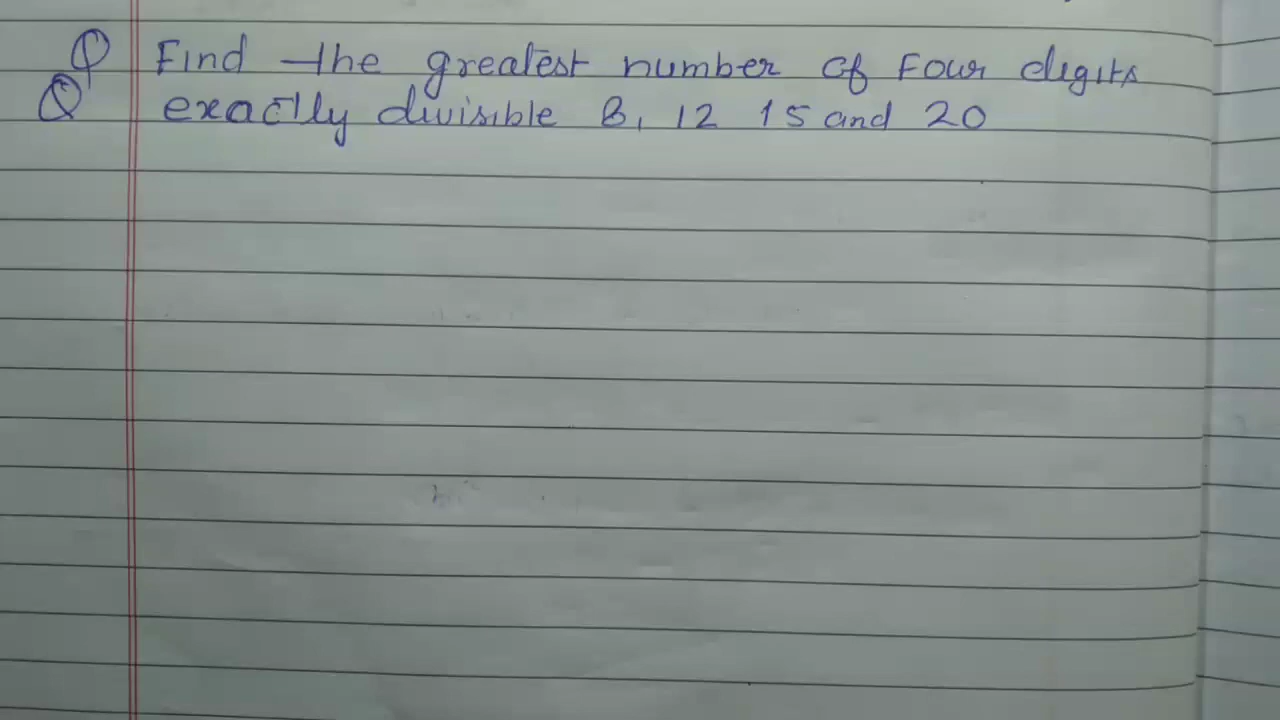 Q Find the greatest number of Four digits
Q exactly divisible 8, 12 15 and 20